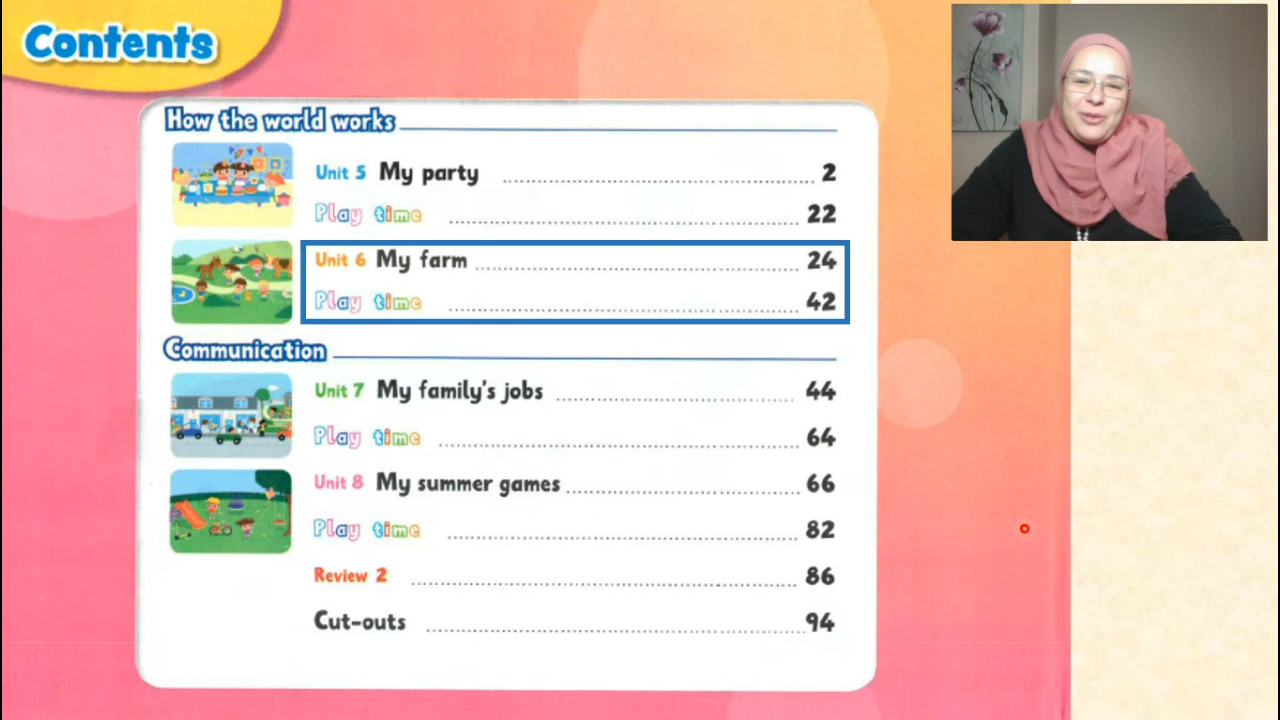 Contents
How the world works
Unit 5 My party 2
Play time 22
Unit 6 My farm 24
Play time 42
Communication
Unit 7 My family's jobs 44
Play time 64
Unit 8 My summer games 66
Play time 82
Review 2 86
Cut-outs 94